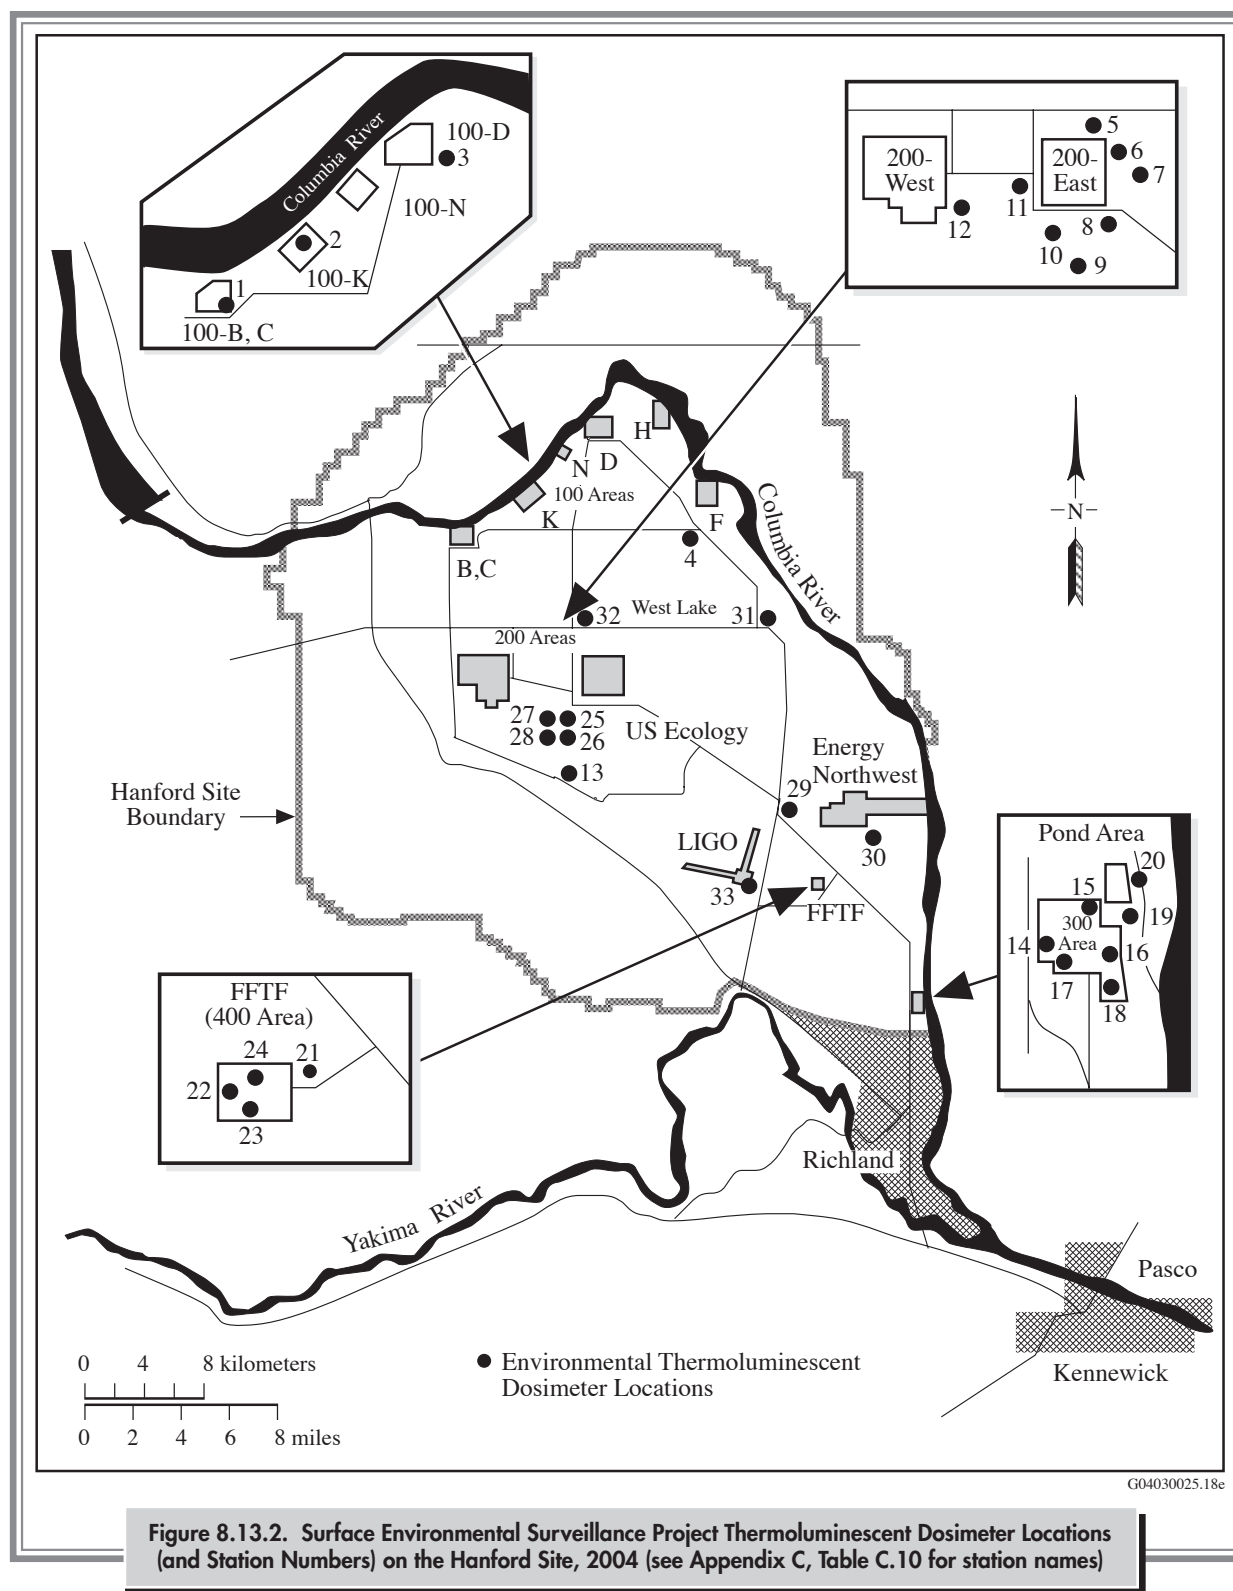 Columbia River
100-D
3
100-N
2
100-K
1
100-B, C
5
200-
West
200-
East
6
7
11
12
8
10
9
H
N
D
100 Areas
K
F
B,C
4
Columbia River
N
32
West Lake
31
200 Areas
27
25
28
26
US Ecology
13
Energy
Northwest
29
30
Hanford Site
Boundary
LIGO
33
FFTF
Pond Area
20
15
19
300
Area
14
16
17
18
FFTF
(400 Area)
24
21
22
23
Richland
Yakima River
Pasco
Kennewick
0 4 8 kilometers
0 2 4 6 8 miles
Environmental Thermoluminescent
Dosimeter Locations
G04030025.18e
Figure 8.13.2. Surface Environmental Surveillance Project Thermoluminescent Dosimeter Locations
(and Station Numbers) on the Hanford Site, 2004 (see Appendix C, Table C.10 for station names)